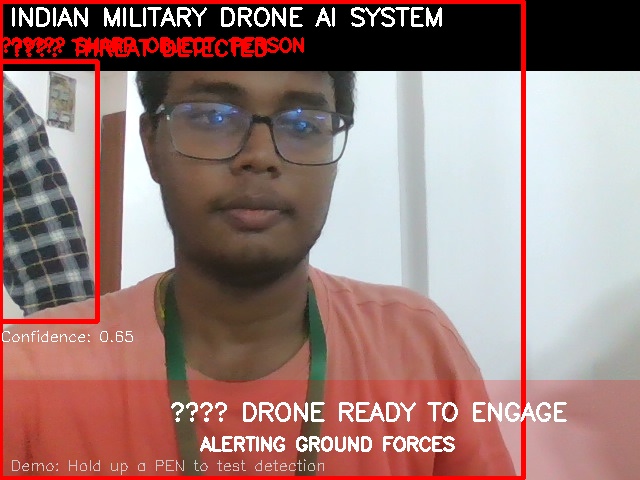 INDIAN MILITARY DRONE AI SYSTEM
????? THREAT DETECTED
?????? SHARP OBJECT: PERSON
Confidence: 0.65
???? DRONE READY TO ENGAGE
ALERTING GROUND FORCES
Demo: Hold up a PEN to test detection